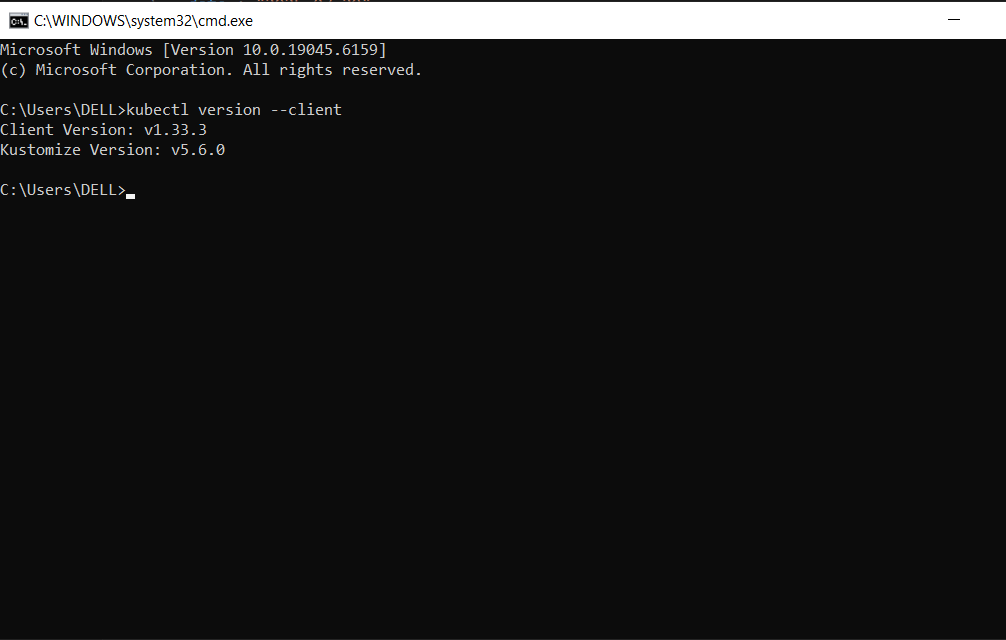 C:\WINDOWS\system32\cmd.exe
Microsoft Windows [Version 10.0.19045.6159]
(c) Microsoft Corporation. All rights reserved.
C:\Users\DELL>kubectl version --client
Client Version: v1.33.3
Kustomize Version: v5.6.0
C:\Users\DELL>